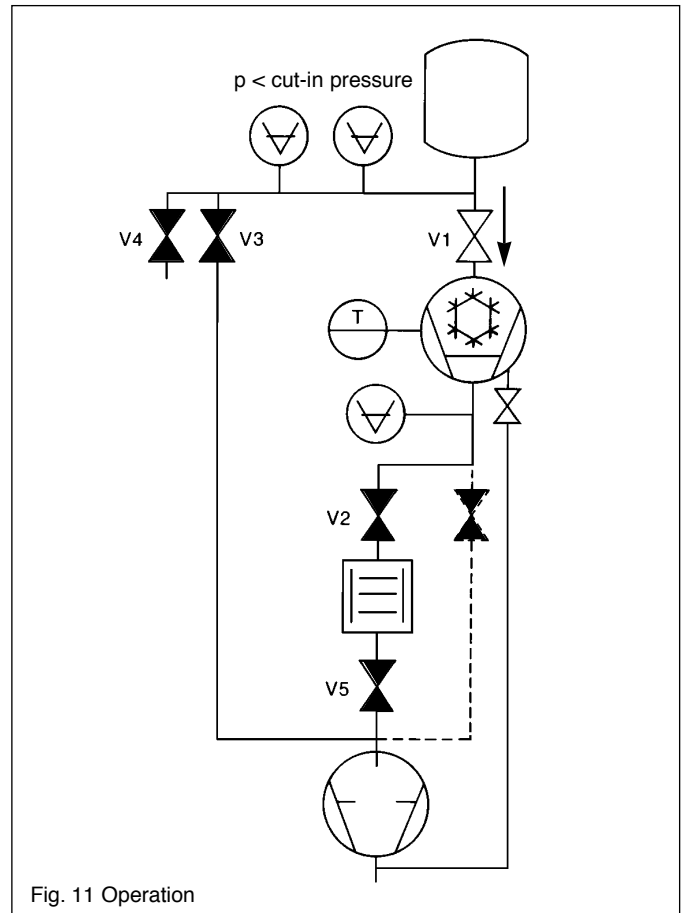 p < cut-in pressure
V4
V3
V1
T
V2
V5
Fig. 11 Operation